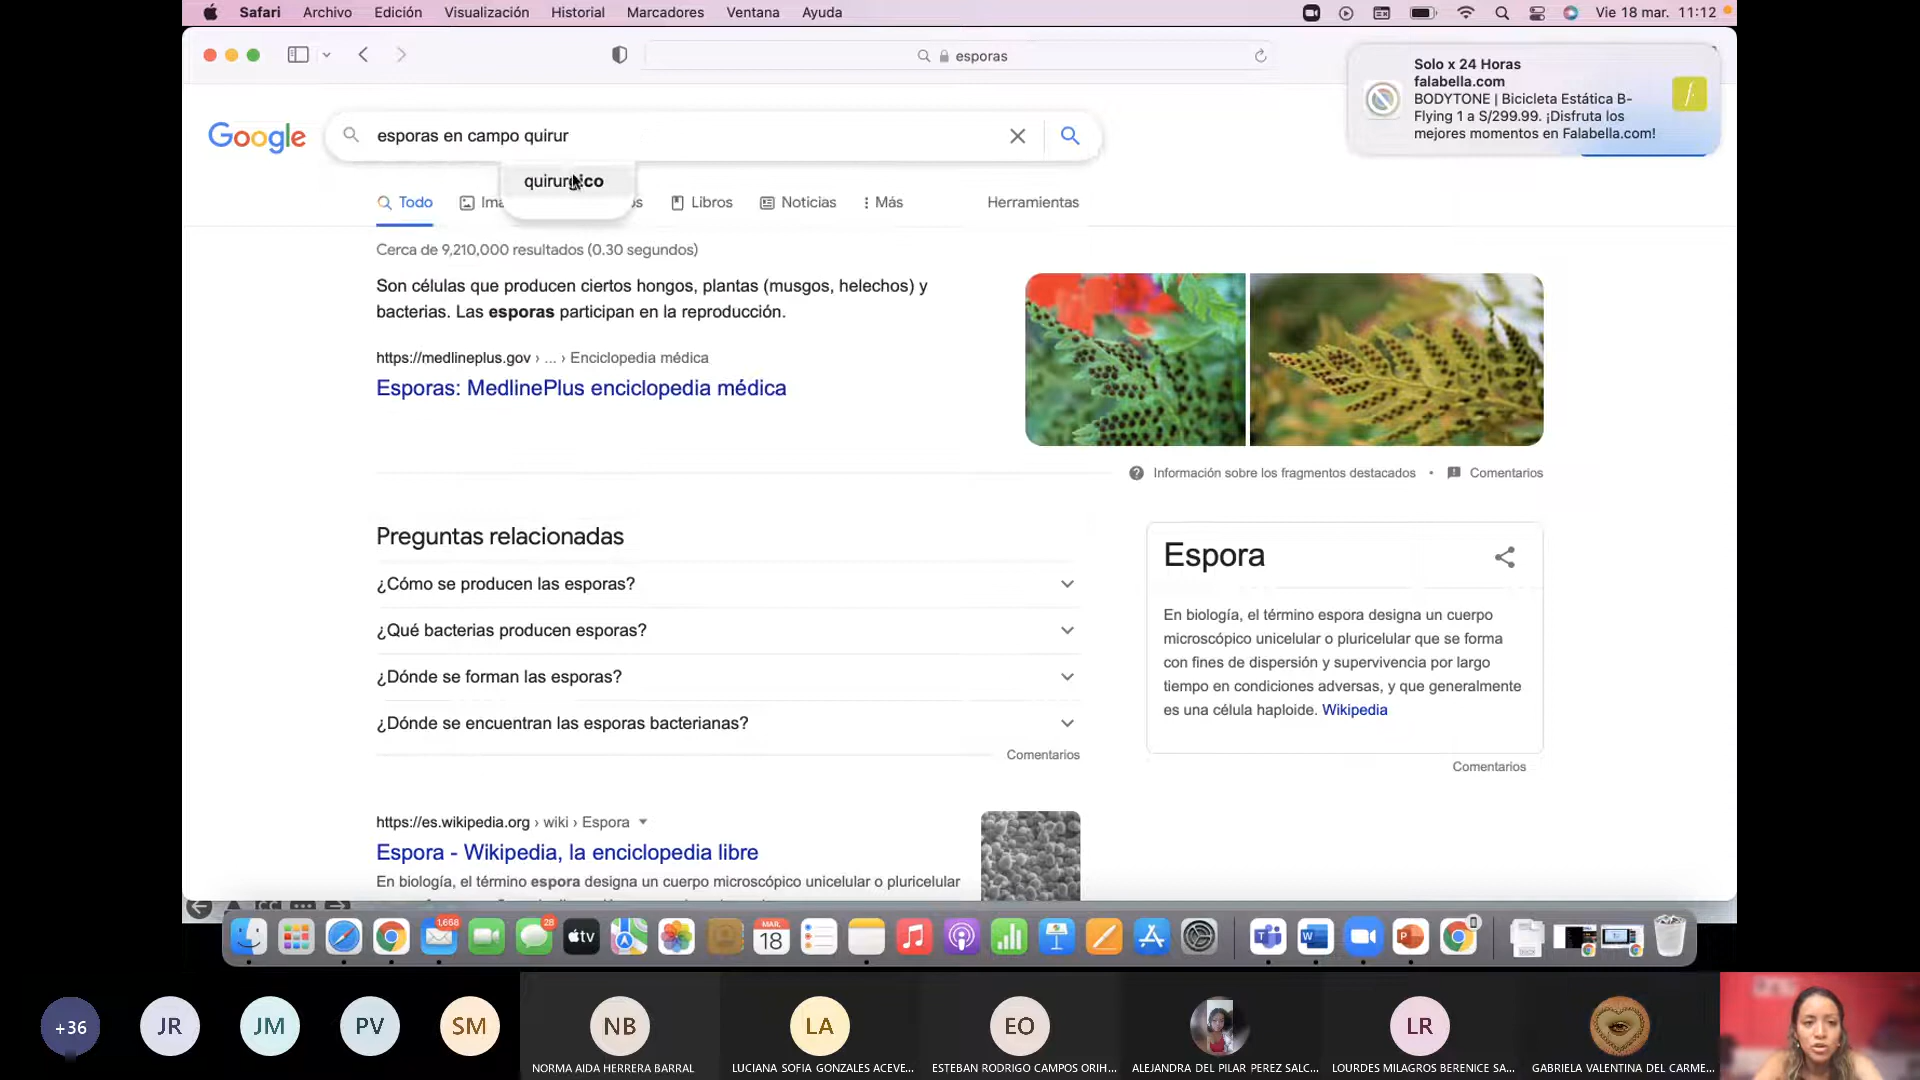 Safari Archivo Edición Visualización Historial Marcadores Ventana Ayuda
Vie 18 mar. 11:12
esporas
Solo x 24 Horas
falabella.com
BODYTONE | Bicicleta Estática B-
Flying 1 a S/299.99. ¡Disfruta los
mejores momentos en Falabella.com!
Google
esporas en campo quirur
Todo
Libros
Noticias
Más
Herramientas
Cerca de 9,210,000 resultados (0.30 segundos)
Son células que producen ciertos hongos, plantas (musgos, helechos) y
bacterias. Las esporas participan en la reproducción.
https://medlineplus.gov › ... › Enciclopedia médica
Esporas: MedlinePlus enciclopedia médica
Información sobre los fragmentos destacados • Comentarios
Preguntas relacionadas
¿Cómo se producen las esporas?
¿Qué bacterias producen esporas?
¿Dónde se forman las esporas?
¿Dónde se encuentran las esporas bacterianas?
Comentarios
Espora
En biología, el término espora designa un cuerpo
microscópico unicelular o pluricelular que se forma
con fines de dispersión y supervivencia por largo
tiempo en condiciones adversas, y que generalmente
es una célula haploide. Wikipedia
Comentarios
https://es.wikipedia.org › wiki › Espora
Espora - Wikipedia, la enciclopedia libre
En biología, el término espora designa un cuerpo microscópico unicelular o pluricelular
1,668
28
tv
MAR.
18
+36
JR
JM
PV
SM
NB
LA
EO
LR
NORMA AIDA HERRERA BARRAL
LUCIANA SOFIA GONZALES ACEVE...
ESTEBAN RODRIGO CAMPOS ORIH...
ALEJANDRA DEL PILAR PEREZ SALC...
LOURDES MILAGROS BERENICE SA...
GABRIELA VALENTINA DEL CARME...